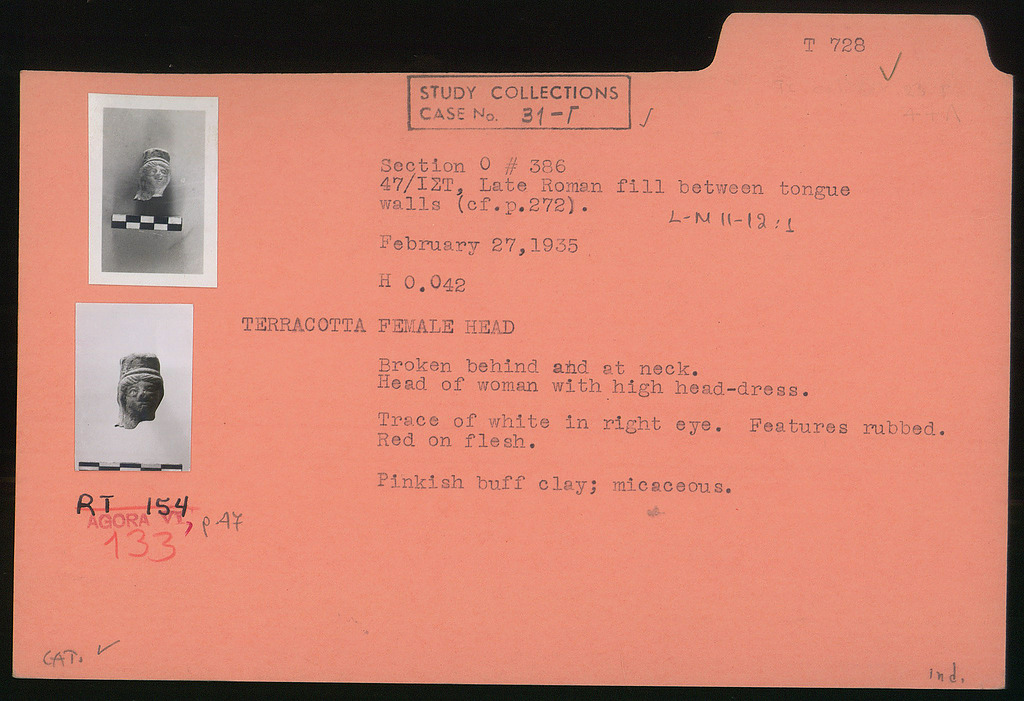 T 728 ✓
STUDY COLLECTIONS
CASE No. 31-Γ ✓
Section O # 386
47/ΙΣΤ, Late Roman fill between tongue
walls (cf.p.272).
L-M 11-12:1
February 27,1935
H 0.042
TERRACOTTA FEMALE HEAD
Broken behind and at neck.
Head of woman with high head-dress.
Trace of white in right eye. Features rubbed.
Red on flesh.
Pinkish buff clay; micaceous.
RT 154
AGORA VI, p 47
133
CAT. ✓
ind.